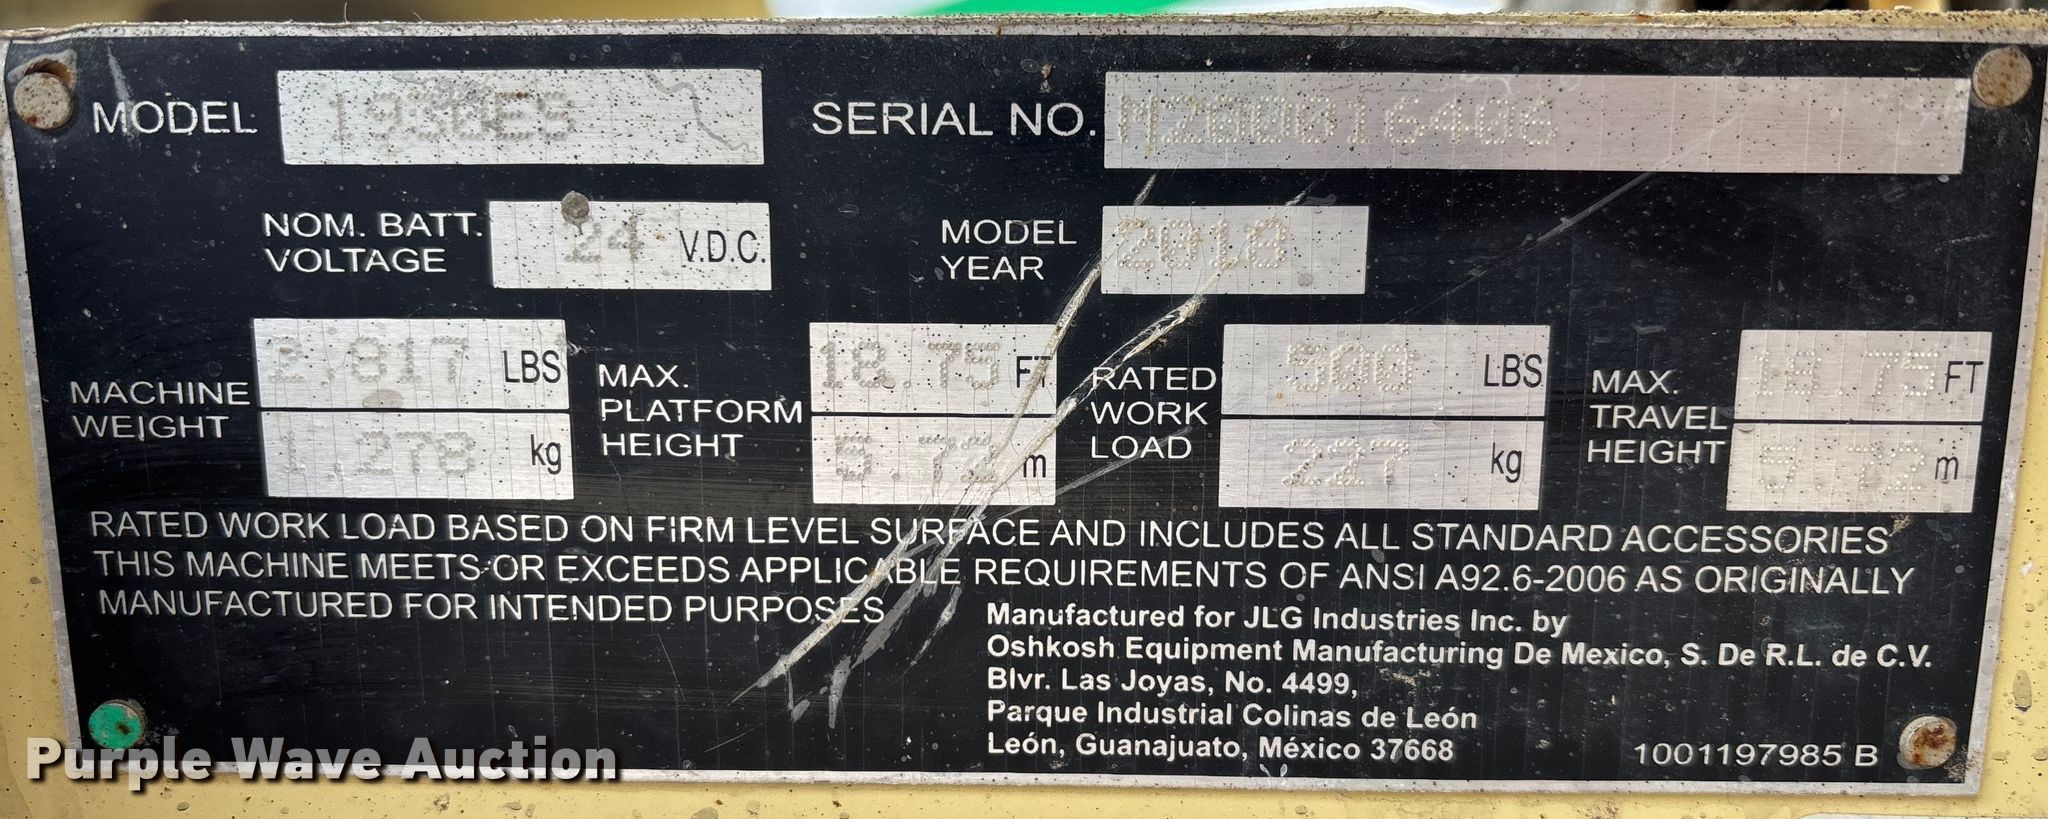 MODEL 1930ES SERIAL NO. M200016406
NOM. BATT. VOLTAGE 24 V.D.C. MODEL YEAR 2018
MACHINE WEIGHT 2,817 LBS 1,278 kg
MAX. PLATFORM HEIGHT 18.75 FT 5.72 m
RATED WORK LOAD 500 LBS 227 kg
MAX. TRAVEL HEIGHT 18.75 FT 5.72 m
RATED WORK LOAD BASED ON FIRM LEVEL SURFACE AND INCLUDES ALL STANDARD ACCESSORIES
THIS MACHINE MEETS OR EXCEEDS APPLICABLE REQUIREMENTS OF ANSI A92.6-2006 AS ORIGINALLY
MANUFACTURED FOR INTENDED PURPOSES
Manufactured for JLG Industries Inc. by
Oshkosh Equipment Manufacturing De Mexico, S. De R.L. de C.V.
Blvr. Las Joyas, No. 4499,
Parque Industrial Colinas de León
León, Guanajuato, México 37668
1001197985 B
Purple Wave Auction